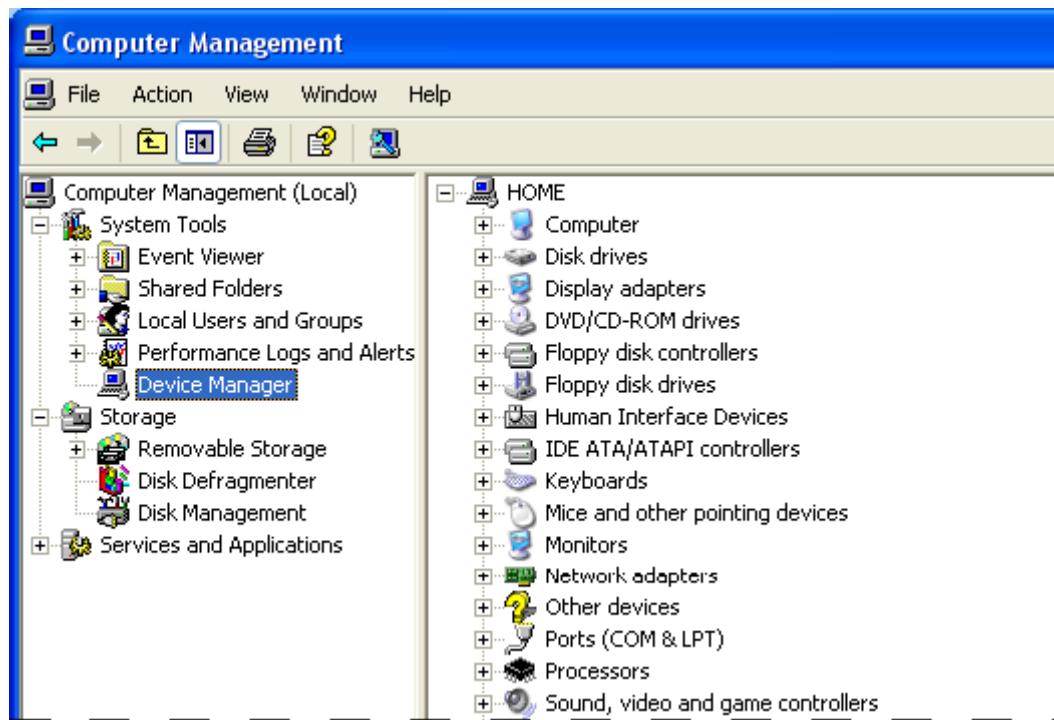 Computer Management
File Action View Window Help
Computer Management (Local)
System Tools
Event Viewer
Shared Folders
Local Users and Groups
Performance Logs and Alerts
Device Manager
Storage
Removable Storage
Disk Defragmenter
Disk Management
Services and Applications
HOME
Computer
Disk drives
Display adapters
DVD/CD-ROM drives
Floppy disk controllers
Floppy disk drives
Human Interface Devices
IDE ATA/ATAPI controllers
Keyboards
Mice and other pointing devices
Monitors
Network adapters
Other devices
Ports (COM & LPT)
Processors
Sound, video and game controllers